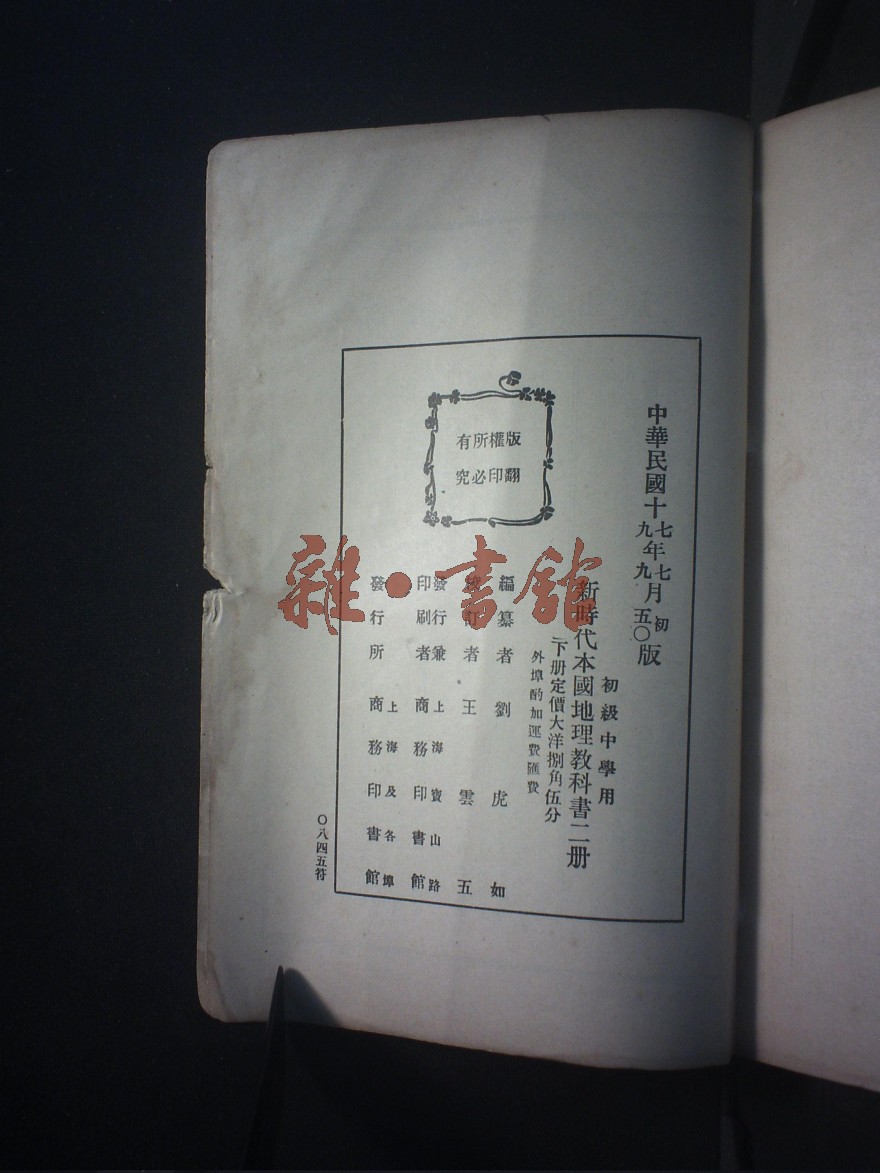 中華民國十七年七月初版
九年九月五〇版
初級中學用
新時代本國地理教科書二册
下册定價大洋捌角伍分
外埠酌加運費匯費
版權所有
翻印必究
編纂者 劉虎如
訂者 王雲五
發行兼印刷者 上海寶山路 商務印書館
發行所 上海及各埠 商務印書館
〇八四五符
雜·書館